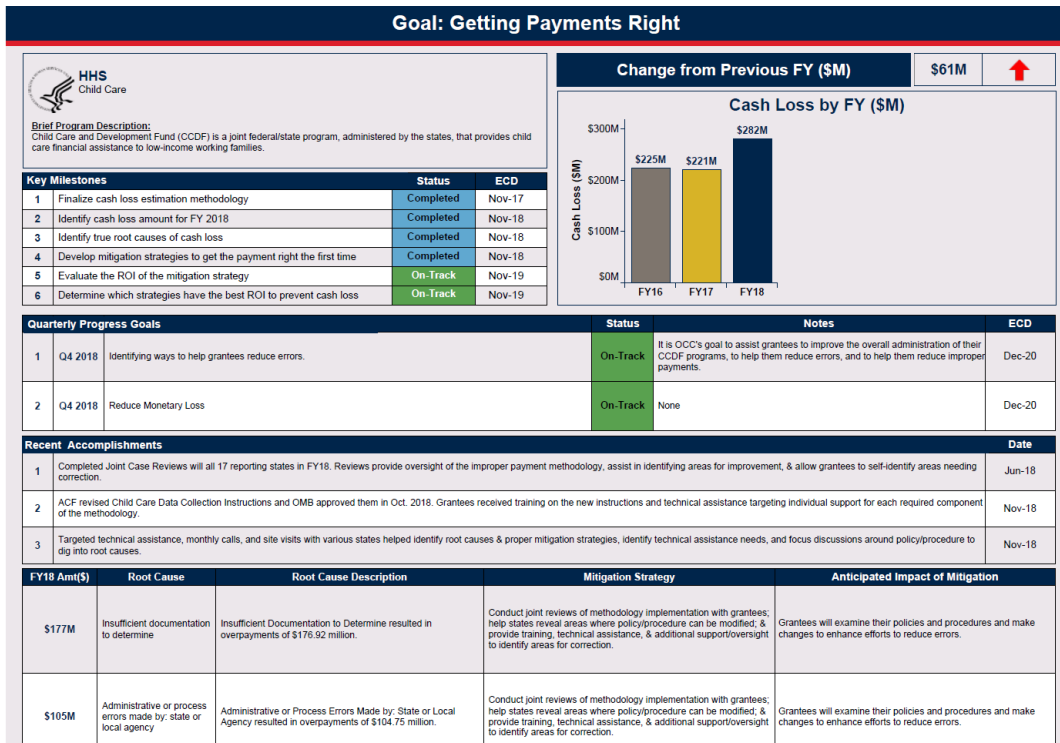 Goal: Getting Payments Right
HHS
Child Care
Brief Program Description:
Child Care and Development Fund (CCDF) is a joint federal/state program, administered by the states, that provides child
care financial assistance to low-income working families.
Change from Previous FY ($M) $61M
Cash Loss by FY ($M)
Cash Loss ($M)
$300M
$200M
$100M
$0M
$225M $221M $282M
FY16 FY17 FY18
Key Milestones Status ECD
1 Finalize cash loss estimation methodology Completed Nov-17
2 Identify cash loss amount for FY 2018 Completed Nov-18
3 Identify true root causes of cash loss Completed Nov-18
4 Develop mitigation strategies to get the payment right the first time Completed Nov-18
5 Evaluate the ROI of the mitigation strategy On-Track Nov-19
6 Determine which strategies have the best ROI to prevent cash loss On-Track Nov-19
Quarterly Progress Goals Status Notes ECD
1 Q4 2018 Identifying ways to help grantees reduce errors. On-Track
It is OCC's goal to assist grantees to improve the overall administration of their
CCDF programs, to help them reduce errors, and to help them reduce improper
payments.
Dec-20
2 Q4 2018 Reduce Monetary Loss On-Track None Dec-20
Recent Accomplishments Date
1 Completed Joint Case Reviews will all 17 reporting states in FY18. Reviews provide oversight of the improper payment methodology, assist in identifying areas for improvement, & allow grantees to self-identify areas needing
correction.
Jun-18
2 ACF revised Child Care Data Collection Instructions and OMB approved them in Oct. 2018. Grantees received training on the new instructions and technical assistance targeting individual support for each required component
of the methodology.
Nov-18
3 Targeted technical assistance, monthly calls, and site visits with various states helped identify root causes & proper mitigation strategies, identify technical assistance needs, and focus discussions around policy/procedure to
dig into root causes.
Nov-18
FY18 Amt($) Root Cause Root Cause Description Mitigation Strategy Anticipated Impact of Mitigation
$177M
Insufficient documentation
to determine
Insufficient Documentation to Determine resulted in
overpayments of $176.92 million.
Conduct joint reviews of methodology implementation with grantees;
help states reveal areas where policy/procedure can be modified; &
provide training, technical assistance, & additional support/oversight
to identify areas for correction.
Grantees will examine their policies and procedures and make
changes to enhance efforts to reduce errors.
$105M
Administrative or process
errors made by: state or
local agency
Administrative or Process Errors Made by: State or Local
Agency resulted in overpayments of $104.75 million.
Conduct joint reviews of methodology implementation with grantees;
help states reveal areas where policy/procedure can be modified; &
provide training, technical assistance, & additional support/oversight
to identify areas for correction.
Grantees will examine their policies and procedures and make
changes to enhance efforts to reduce errors.